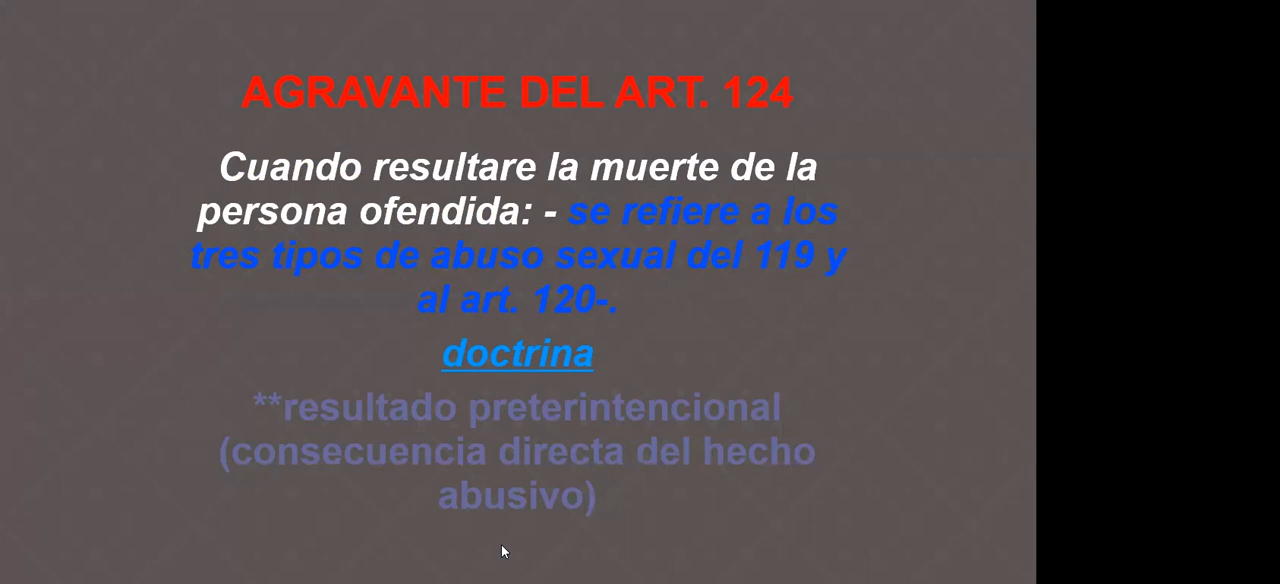 AGRAVANTE DEL ART. 124
Cuando resultare la muerte de la
persona ofendida: - se refiere a los
tres tipos de abuso sexual del 119 y
al art. 120-.
doctrina
**resultado preterintencional
(consecuencia directa del hecho
abusivo)